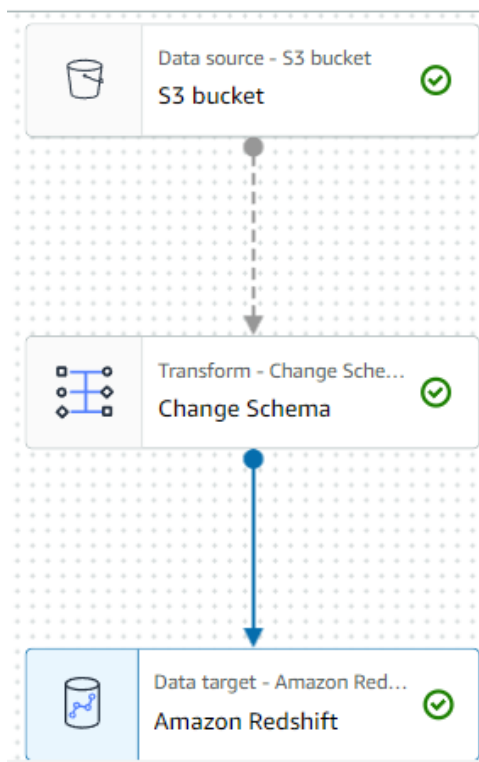 Data source - S3 bucket
S3 bucket
Transform - Change Sche...
Change Schema
Data target - Amazon Red...
Amazon Redshift